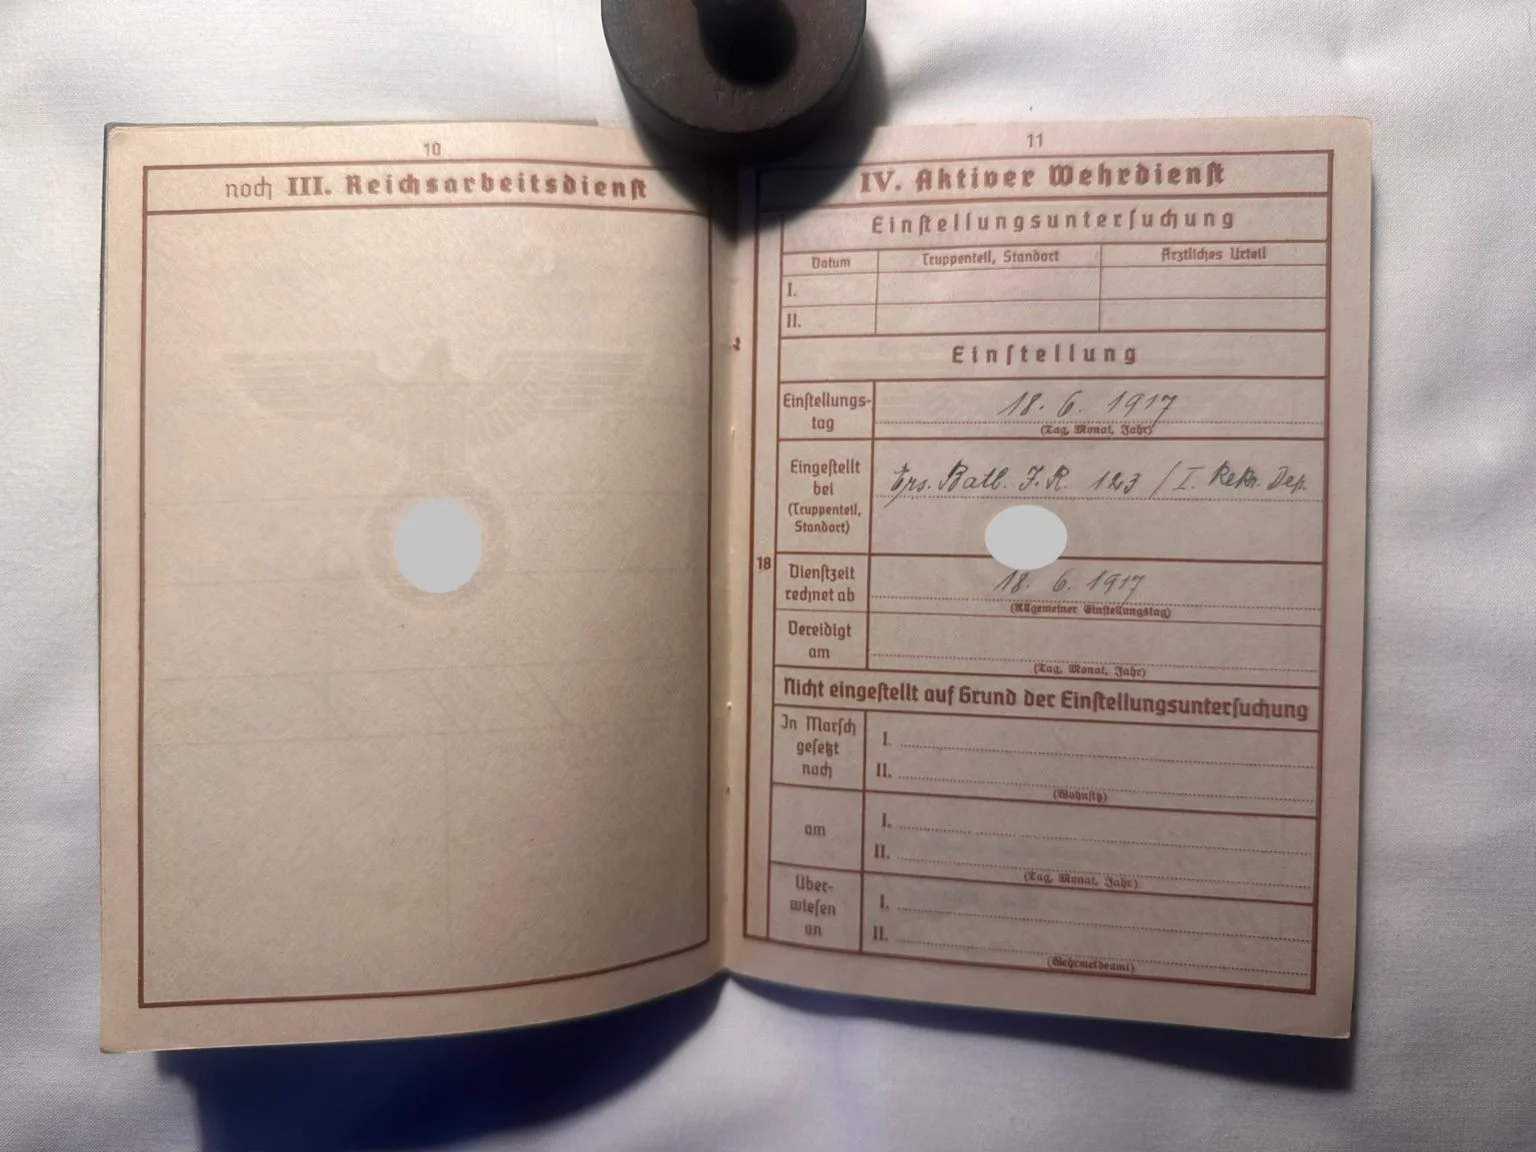 10
noch III. Reichsarbeitsdienst
11
IV. Aktiver Wehrdienst
Einstellungsuntersuchung
Datum Truppenteil, Standort Ärztliches Urteil
I.
II.
Einstellung
Einstellungs-
tag
18. 6. 1917
(Tag, Monat, Jahr)
Eingestellt
bei
(Truppenteil,
Standort)
Ers. Batl. J. R. 123 / I. Rekr. Dep.
18
Dienstzeit
rechnet ab
18. 6. 1917
(Allgemeiner Einstellungstag)
Vereidigt
am
(Tag, Monat, Jahr)
Nicht eingestellt auf Grund der Einstellungsuntersuchung
In Marsch
gesetzt
nach
I.
II.
(Wohnsitz)
am
I.
II.
(Tag, Monat, Jahr)
Über-
wiesen
an
I.
II.
(Wehrmeldeamt)